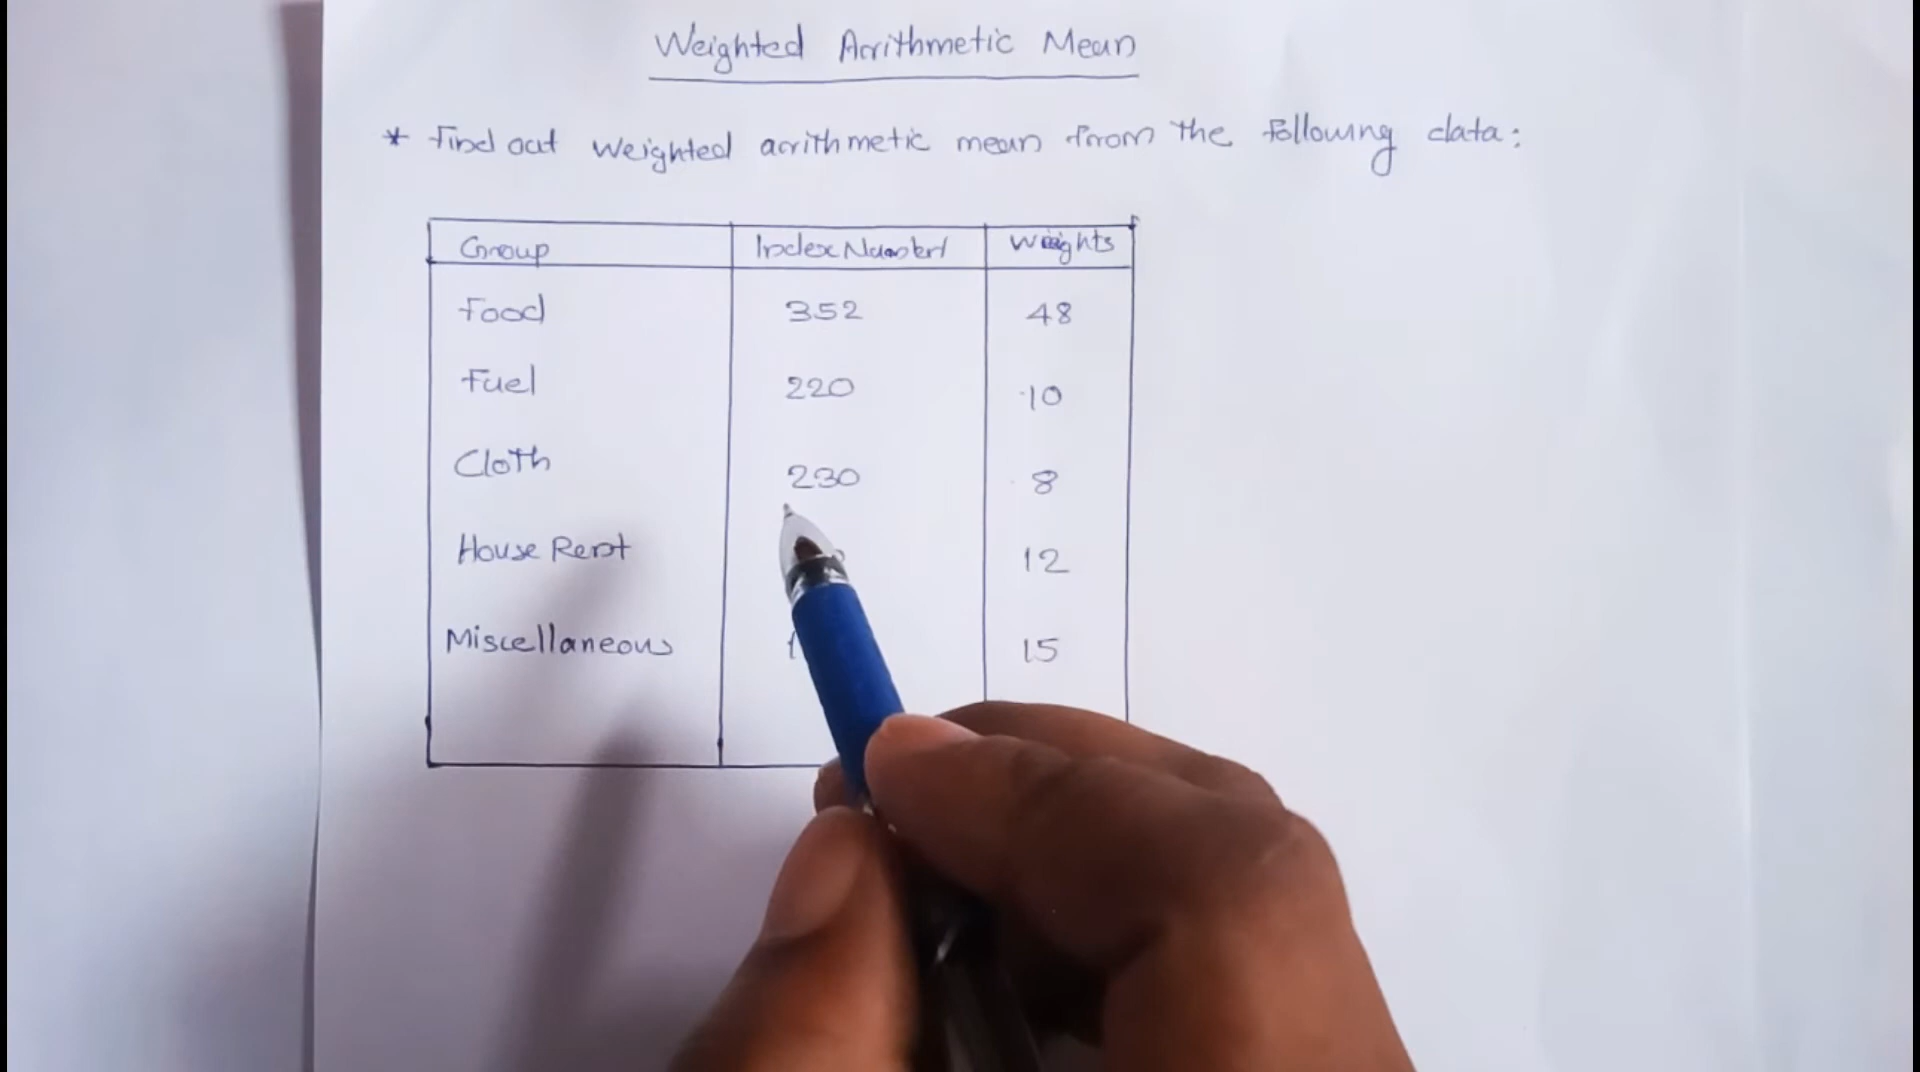 Weighted Arithmetic Mean
* Find out weighted arithmetic mean from the following data:
Group Index Number Weights
Food 352 48
Fuel 220 10
Cloth 230 8
House Rent 12
Miscellaneous 15